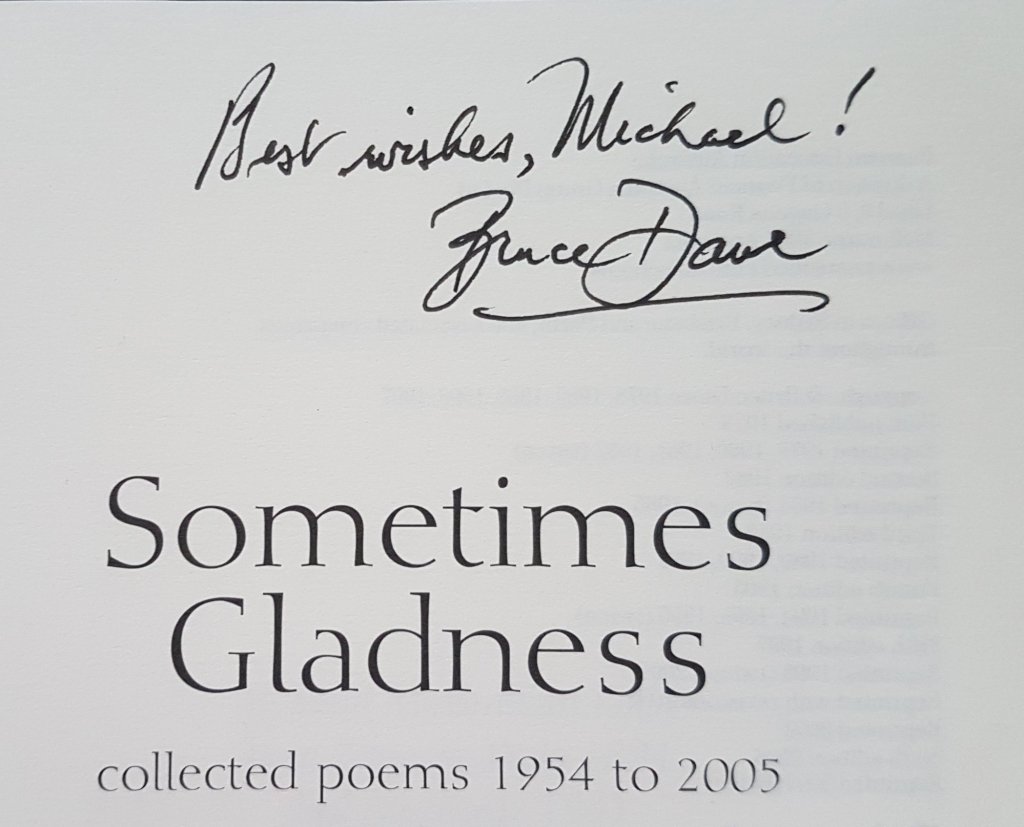 Best wishes, Michael!
Bruce Dawe
Sometimes
Gladness
collected poems 1954 to 2005